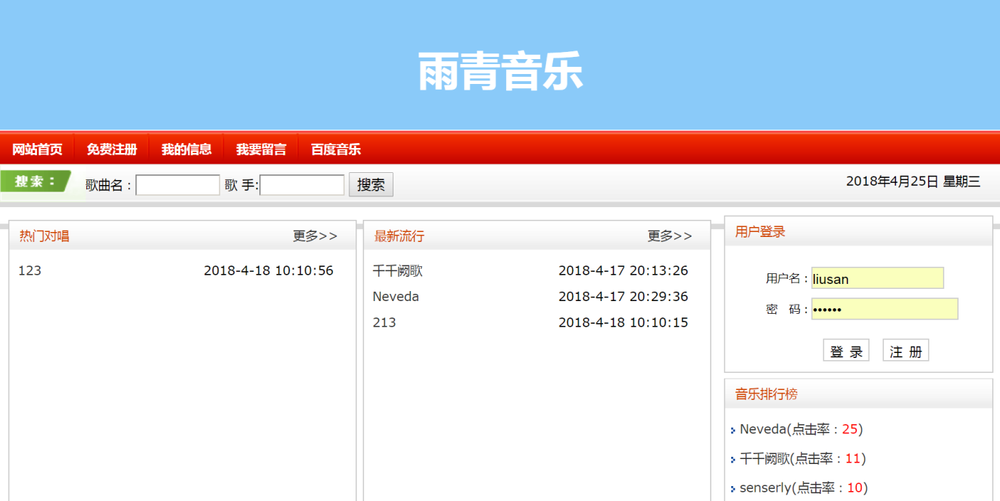 雨青音乐
网站首页 免费注册 我的信息 我要留言 百度音乐
搜索： 歌曲名： 歌 手: 搜索 2018年4月25日 星期三
热门对唱 更多>>
123 2018-4-18 10:10:56
最新流行 更多>>
千千阙歌 2018-4-17 20:13:26
Neveda 2018-4-17 20:29:36
213 2018-4-18 10:10:15
用户登录
用户名：liusan
密 码：••••••
登 录 注 册
音乐排行榜
Neveda(点击率：25)
千千阙歌(点击率：11)
senserly(点击率：10)